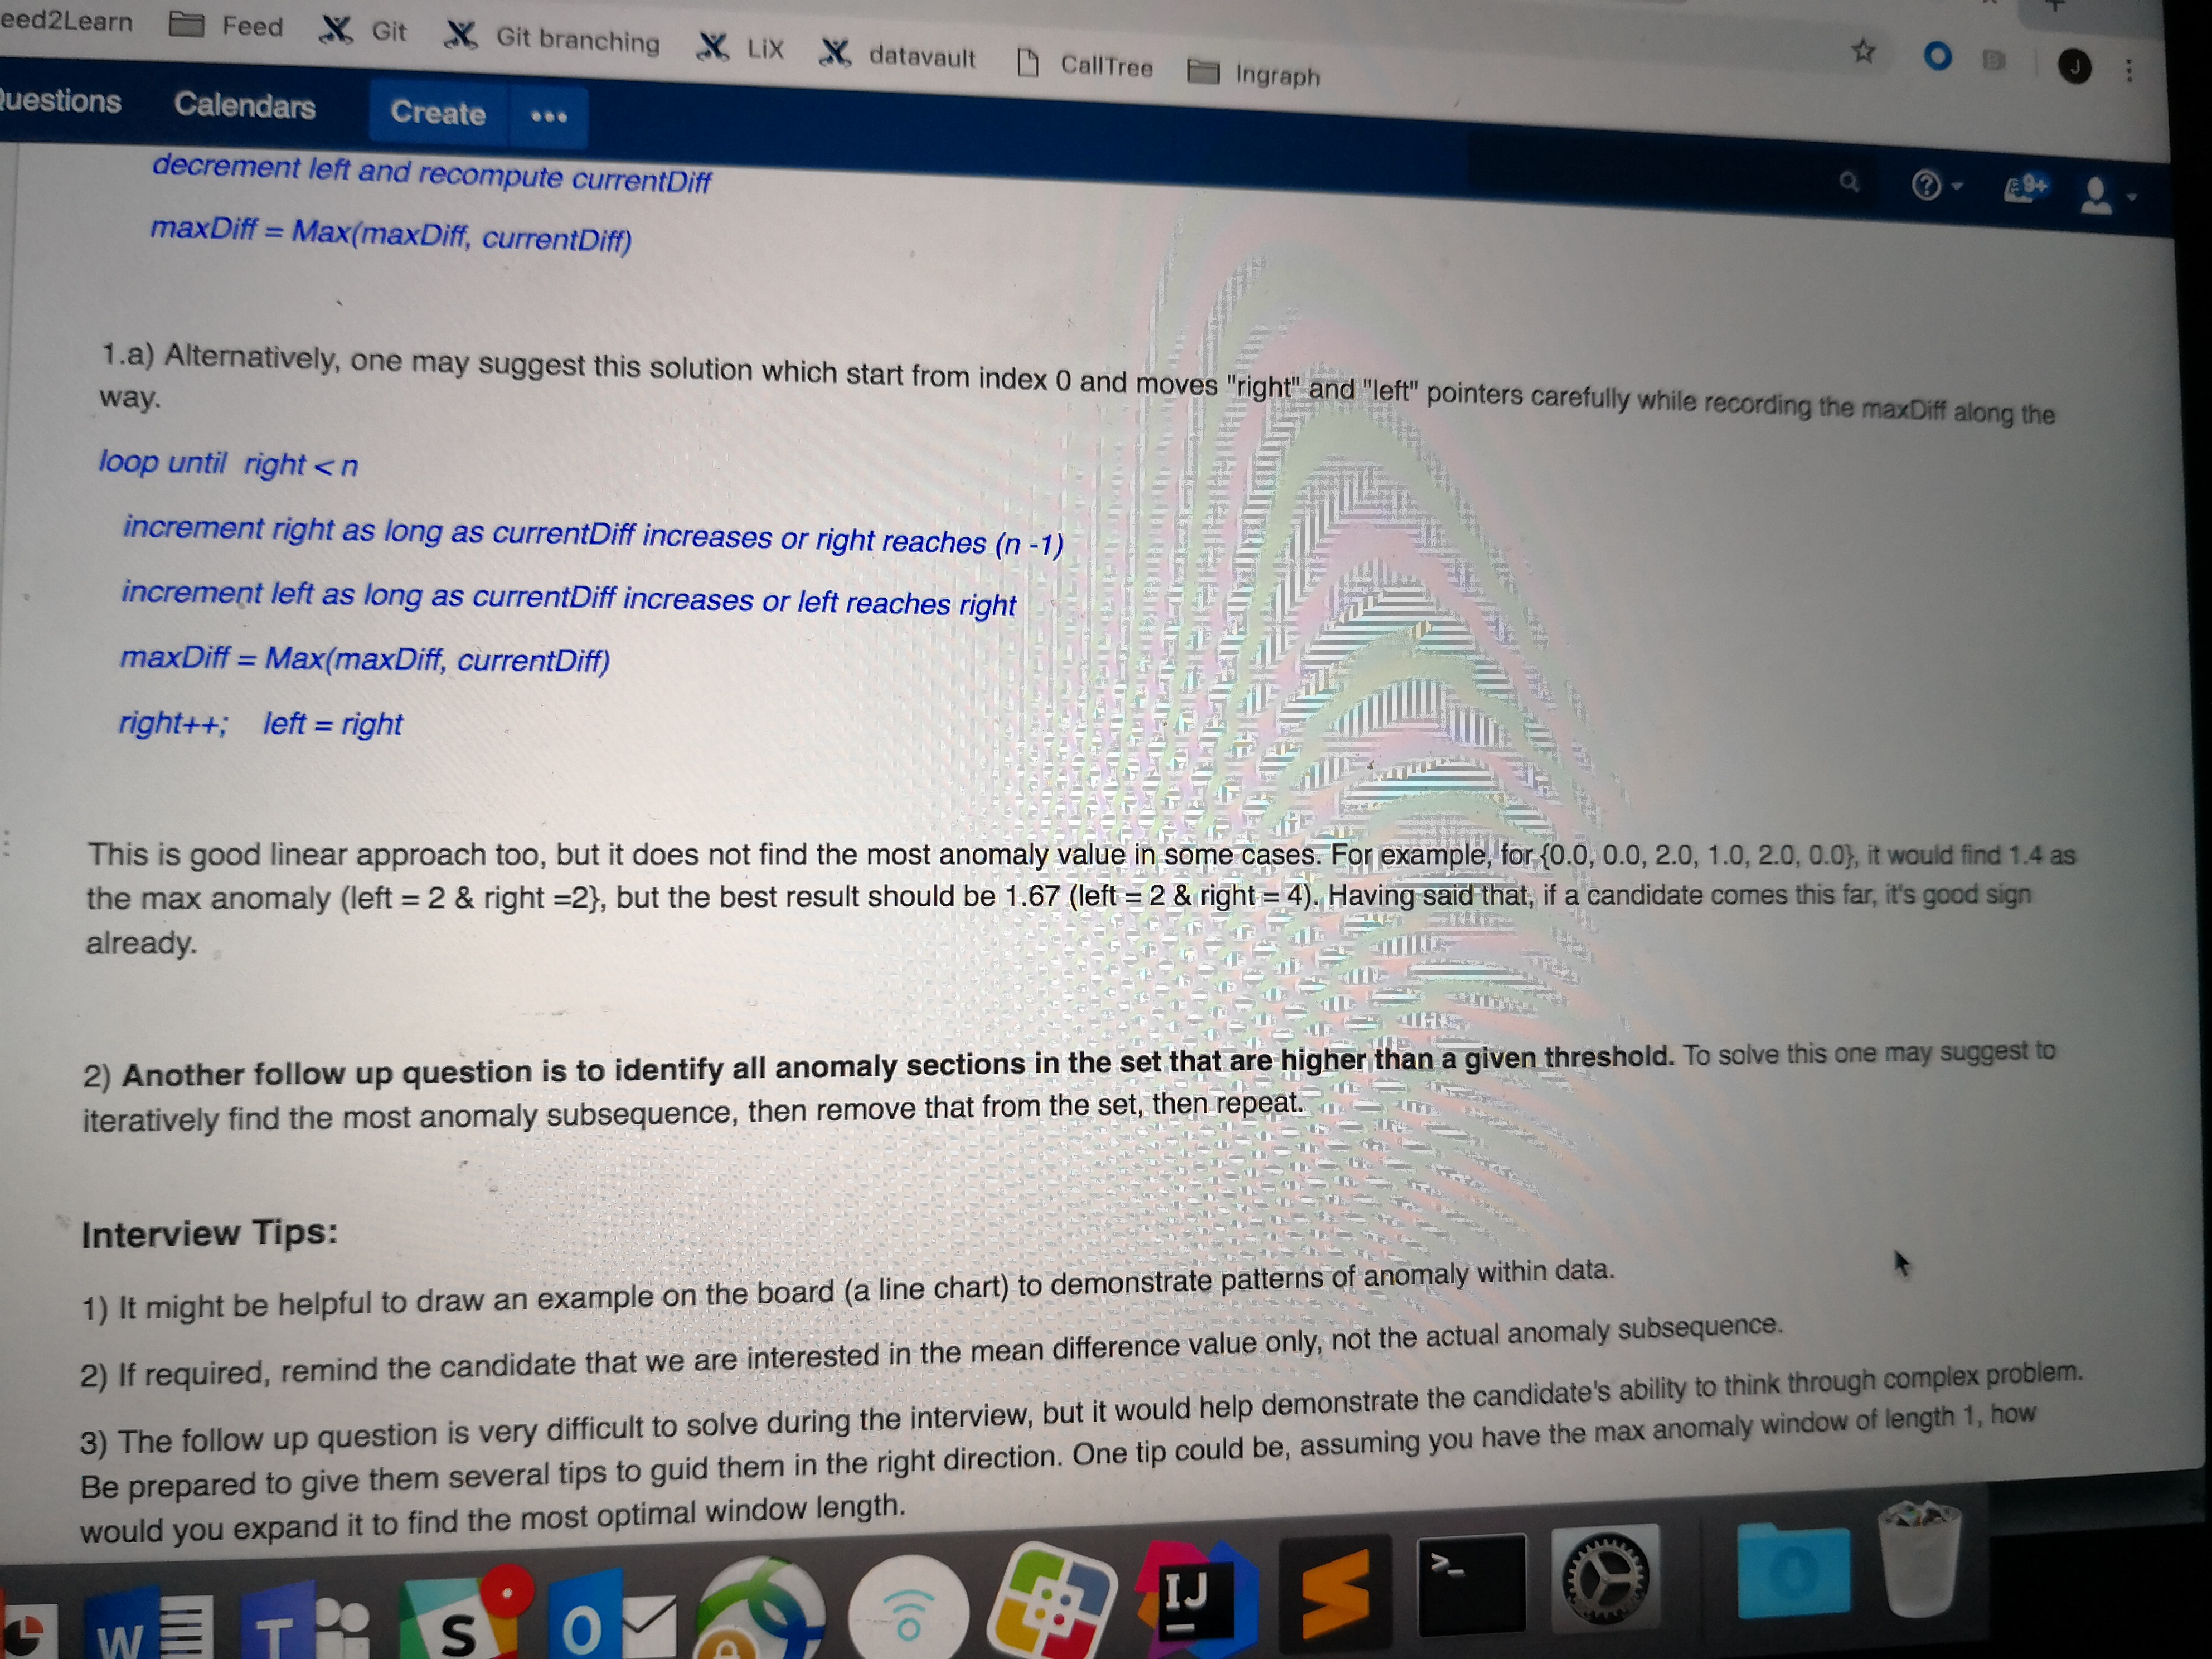 eed2Learn Feed Git Git branching LiX datavault CallTree Ingraph J
Questions Calendars Create ••• 9+
decrement left and recompute currentDiff
maxDiff = Max(maxDiff, currentDiff)
1.a) Alternatively, one may suggest this solution which start from index 0 and moves "right" and "left" pointers carefully while recording the maxDiff along the
way.
loop until right < n
increment right as long as currentDiff increases or right reaches (n -1)
increment left as long as currentDiff increases or left reaches right
maxDiff = Max(maxDiff, currentDiff)
right++; left = right
This is good linear approach too, but it does not find the most anomaly value in some cases. For example, for {0.0, 0.0, 2.0, 1.0, 2.0, 0.0}, it would find 1.4 as
the max anomaly (left = 2 & right =2}, but the best result should be 1.67 (left = 2 & right = 4). Having said that, if a candidate comes this far, it's good sign
already.
2) Another follow up question is to identify all anomaly sections in the set that are higher than a given threshold. To solve this one may suggest to
iteratively find the most anomaly subsequence, then remove that from the set, then repeat.
Interview Tips:
1) It might be helpful to draw an example on the board (a line chart) to demonstrate patterns of anomaly within data.
2) If required, remind the candidate that we are interested in the mean difference value only, not the actual anomaly subsequence.
3) The follow up question is very difficult to solve during the interview, but it would help demonstrate the candidate's ability to think through complex problem.
Be prepared to give them several tips to guid them in the right direction. One tip could be, assuming you have the max anomaly window of length 1, how
would you expand it to find the most optimal window length.
W T S O IJ >_